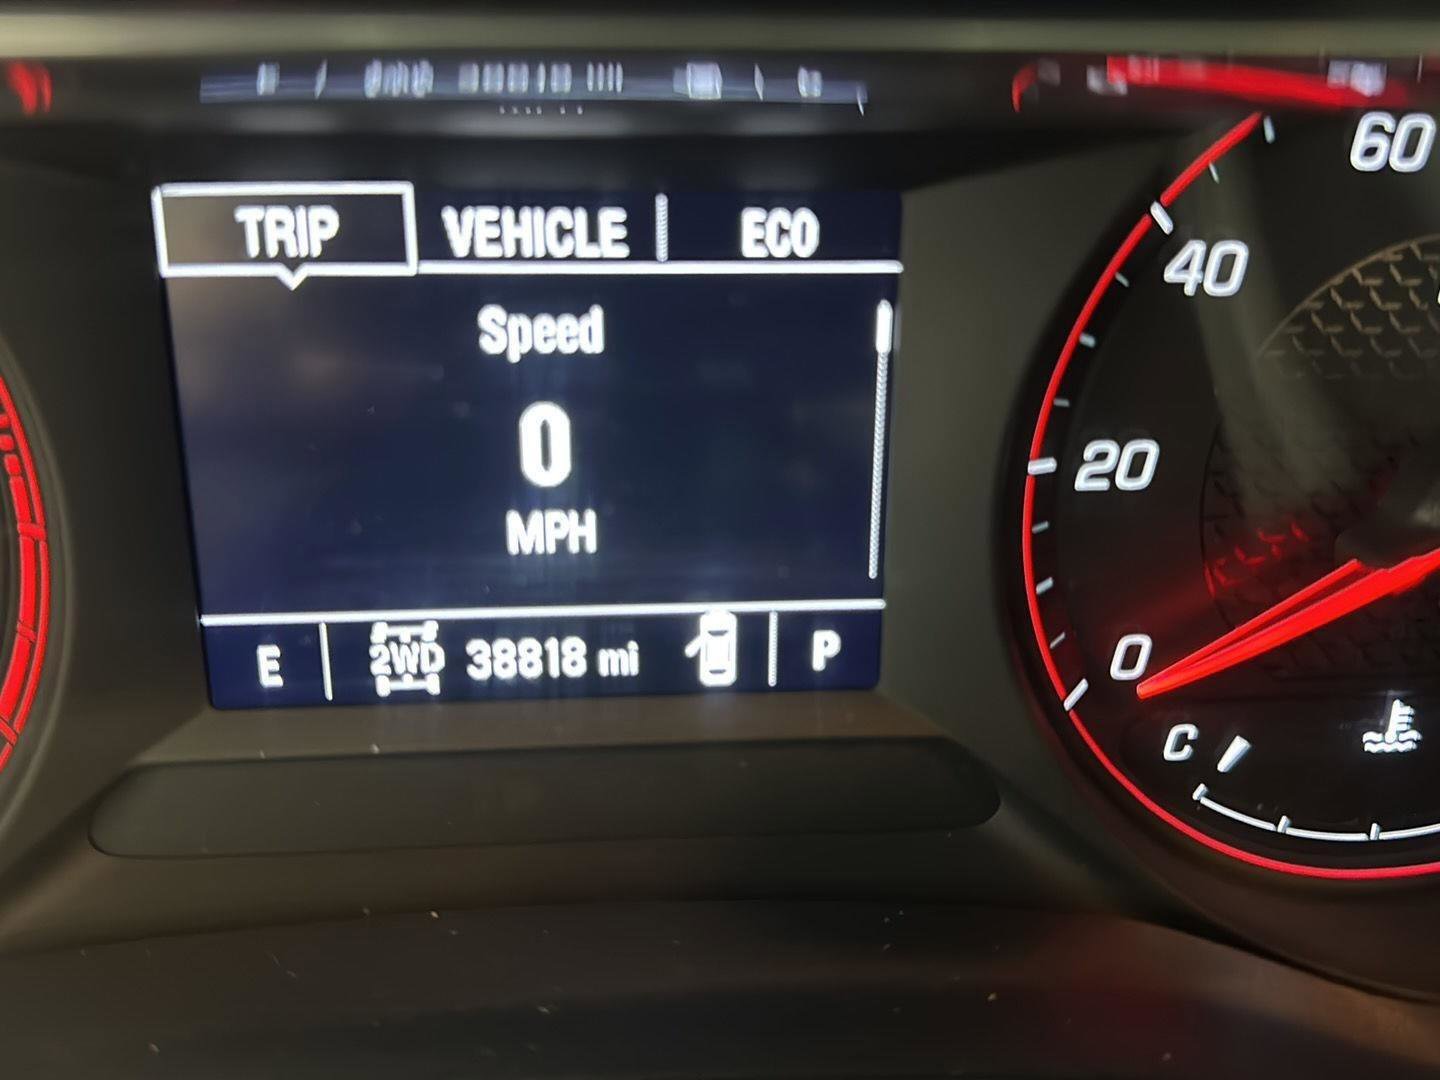 TRIP VEHICLE ECO
Speed
0
MPH
E 2WD 38818 mi P
60
40
20
0
C